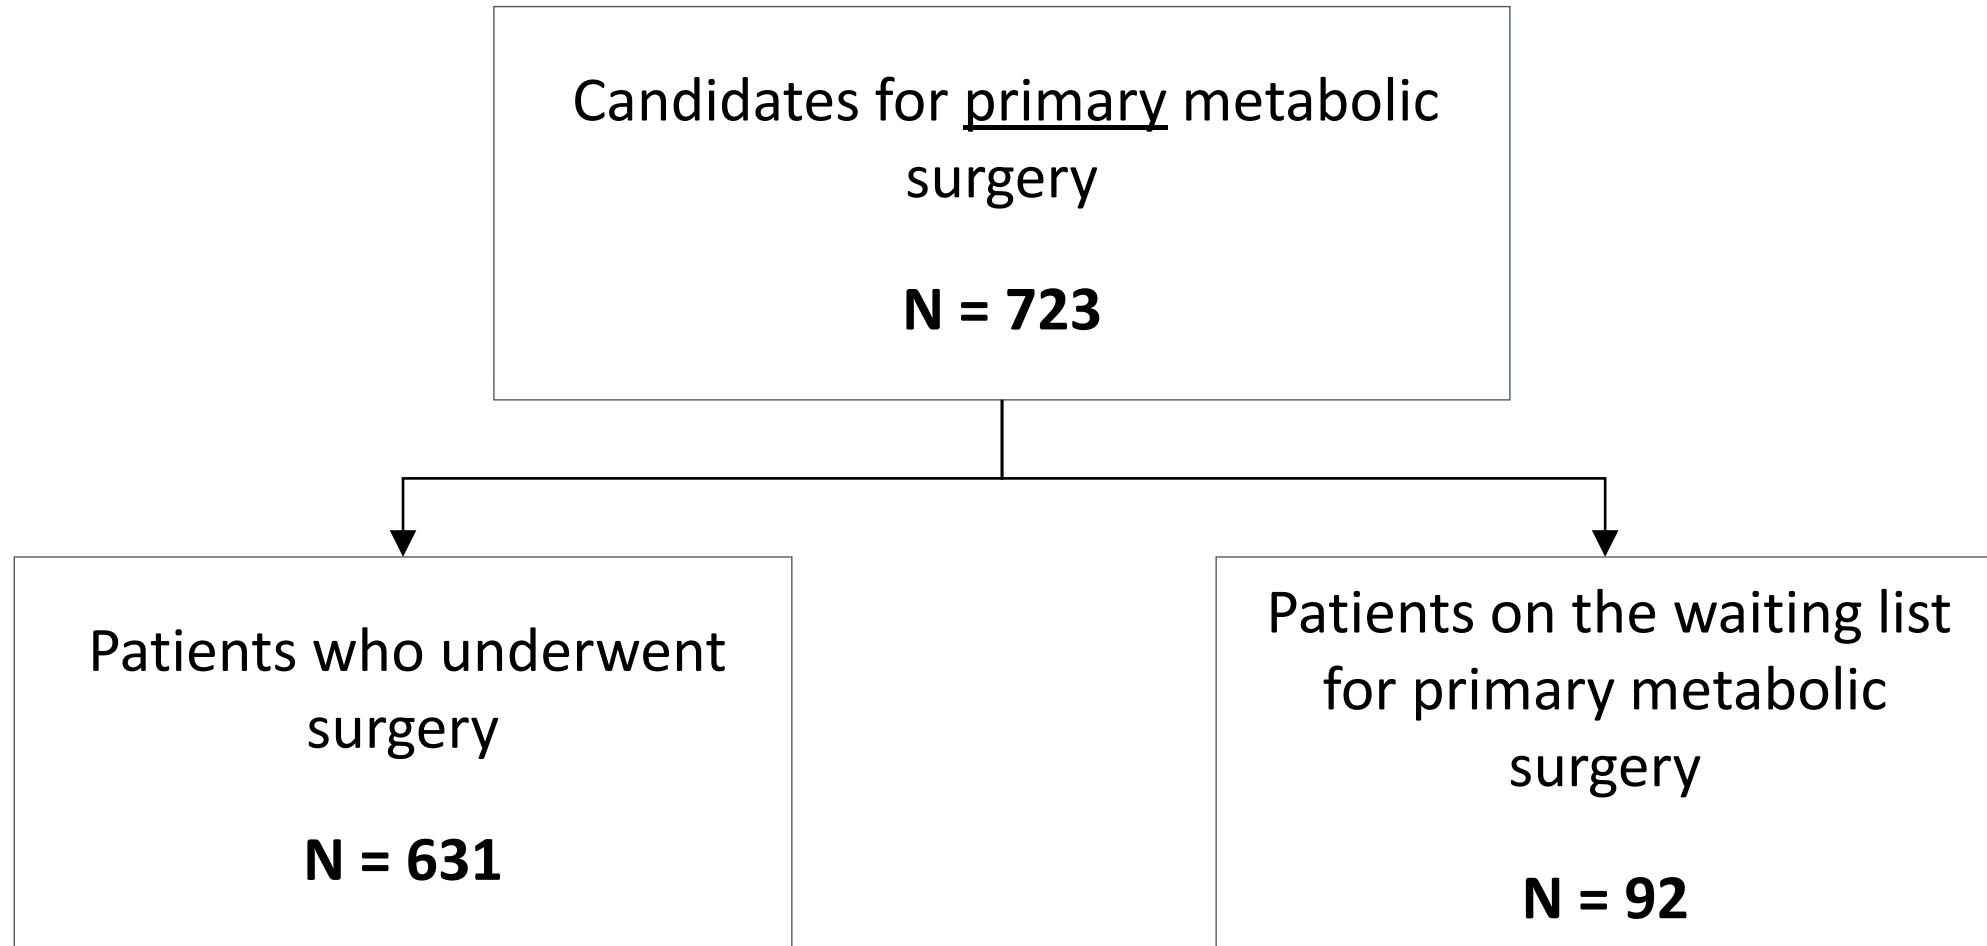 Candidates for primary metabolic
surgery
N = 723
Patients who underwent
surgery
N = 631
Patients on the waiting list
for primary metabolic
surgery
N = 92